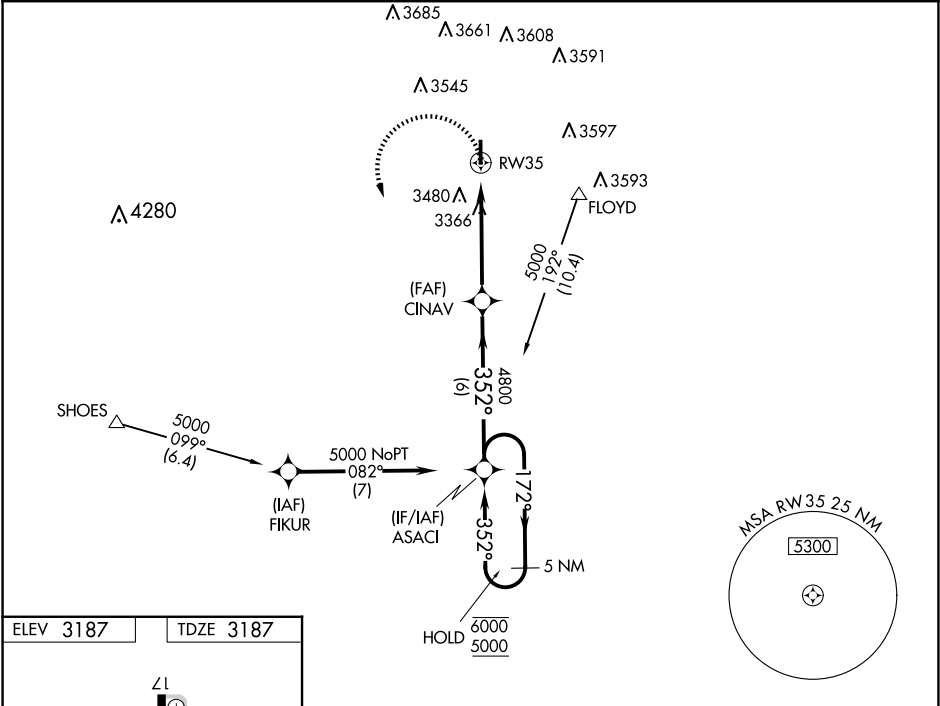 3685
3661
3608
3591
3545
3597
RW35
3593
3480
3366
FLOYD
4280
5000
192°
(10.4)
(FAF)
CINAV
4800
352°
(6)
SHOES
5000
099°
(6.4)
5000 NoPT
082°
(7)
(IAF)
FIKUR
(IF/IAF)
ASACI
172°
352°
5 NM
HOLD
6000
5000
MSA RW35 25 NM
5300
ELEV 3187
TDZE 3187
17